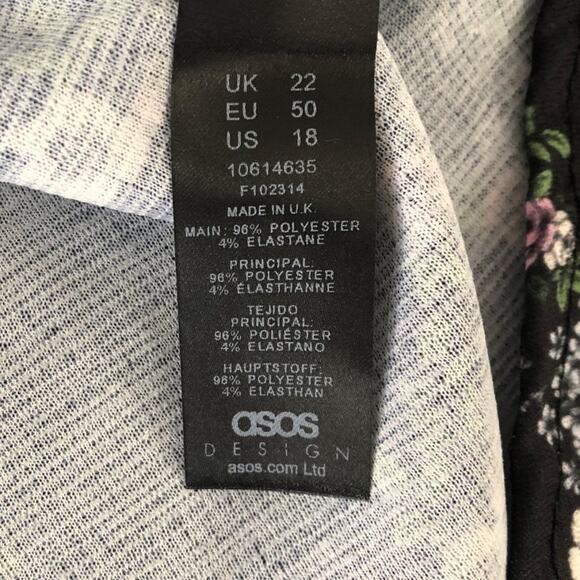 UK 22
EU 50
US 18
10614635
F102314
MADE IN U.K.
MAIN: 96% POLYESTER
4% ELASTANE
PRINCIPAL:
96% POLYESTER
4% ÉLASTHANNE
TEJIDO
PRINCIPAL:
96% POLIÉSTER
4% ELASTANO
HAUPTSTOFF:
96% POLYESTER
4% ELASTHAN
asos
DESIGN
asos.com Ltd